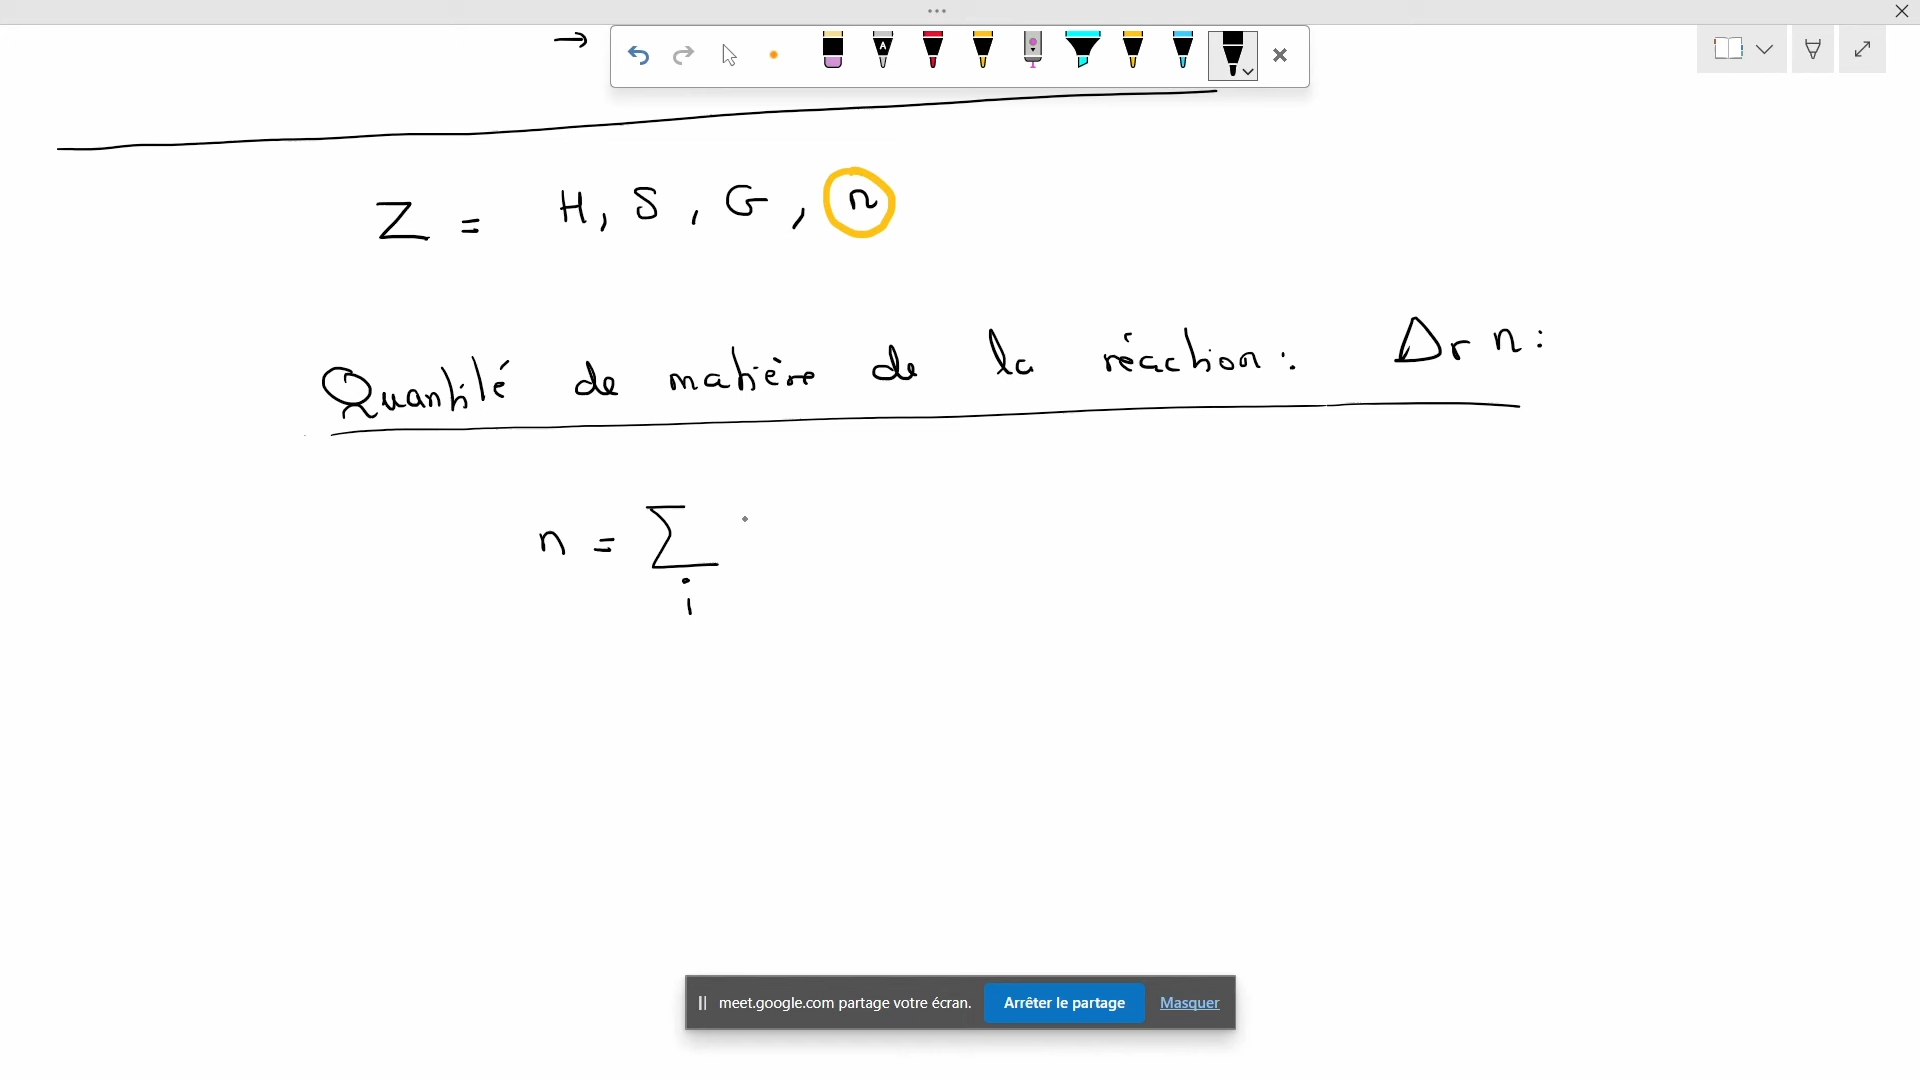 →
Z = H, S, G, n
Quantité de matière de la réaction : Δr n :
n = Σ
i
meet.google.com partage votre écran. Arrêter le partage Masquer